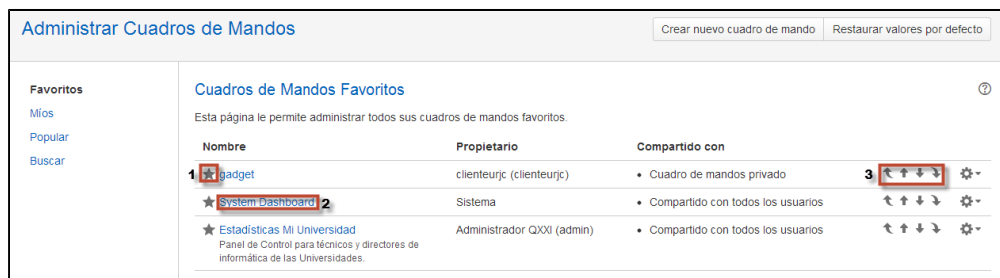 Administrar Cuadros de Mandos
Crear nuevo cuadro de mando
Restaurar valores por defecto
Favoritos
Míos
Popular
Buscar
Cuadros de Mandos Favoritos
Esta página le permite administrar todos sus cuadros de mandos favoritos.
Nombre Propietario Compartido con
1 gadget clienteurjc (clienteurjc) • Cuadro de mandos privado 3
System Dashboard 2 Sistema • Compartido con todos los usuarios
Estadísticas Mi Universidad Administrador QXXI (admin) • Compartido con todos los usuarios
Panel de Control para técnicos y directores de
informática de las Universidades.